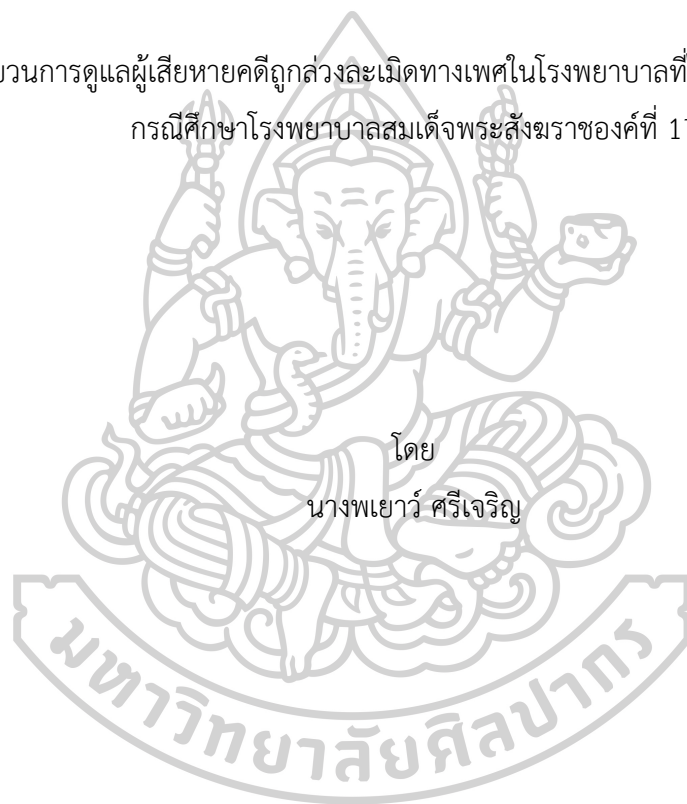 วนการดูแลผู้เสียหายคดีถูกล่วงละเมิดทางเพศในโรงพยาบาลที่
กรณีศึกษาโรงพยาบาลสมเด็จพระสังฆราชองค์ที่ 17
โดย
นางพเยาว์ ศรีเจริญ
มหาวิทยาลัยศิลปากร